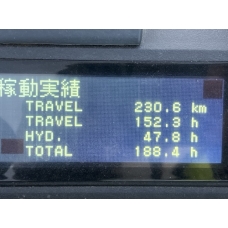 稼動実績
TRAVEL 230.6 km
TRAVEL 152.3 h
HYD. 47.8 h
TOTAL 188.4 h